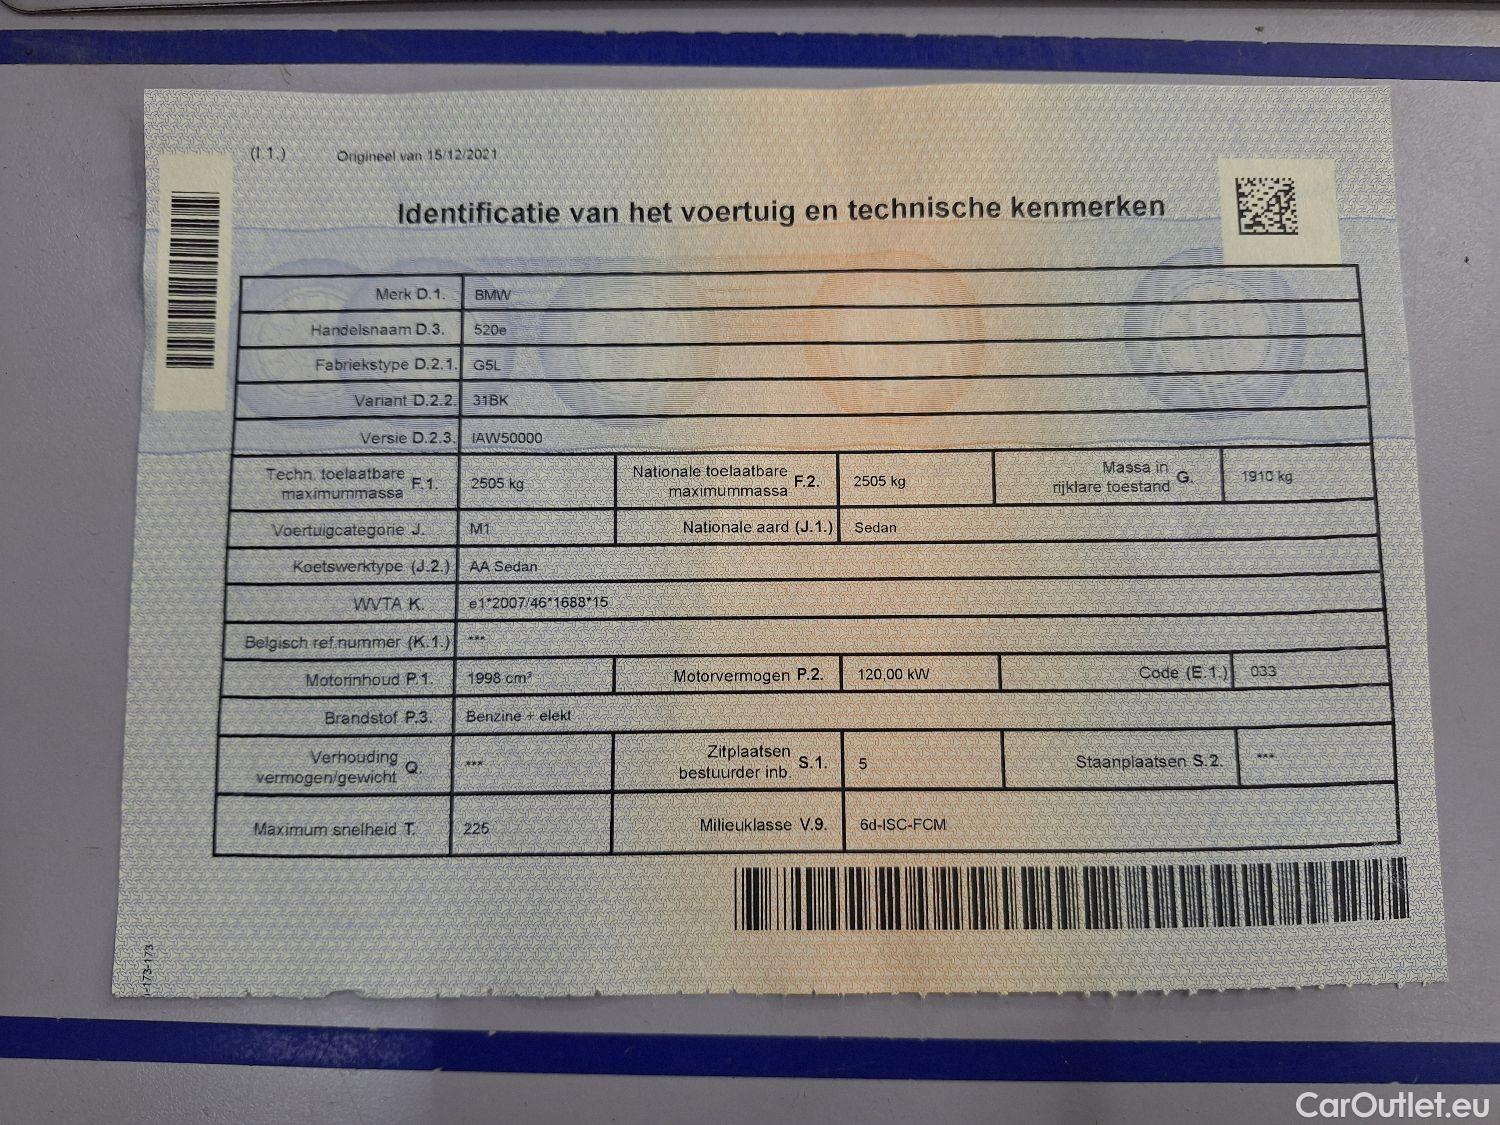 (I.1.) Origineel van 15/12/2021
Identificatie van het voertuig en technische kenmerken
Merk D.1. BMW
Handelsnaam D.3. 520e
Fabriekstype D.2.1. G5L
Variant D.2.2. 31BK
Versie D.2.3. IAW50000
Techn. toelaatbare maximummassa F.1. 2505 kg Nationale toelaatbare maximummassa F.2. 2505 kg Massa in rijklare toestand G. 1910 kg
Voertuigcategorie J. M1 Nationale aard (J.1.) Sedan
Koetswerktype (J.2.) AA Sedan
WVTA K. e1*2007/46*1688*15
Belgisch ref.nummer (K.1.) ***
Motorinhoud P.1. 1998 cm³ Motorvermogen P.2. 120,00 kW Code (E.1.) 033
Brandstof P.3. Benzine + elekt
Verhouding vermogen/gewicht Q. *** Zitplaatsen bestuurder inb. S.1. 5 Staanplaatsen S.2. ***
Maximum snelheid T. 225 Milieuklasse V.9. 6d-ISC-FCM
I-173-173
CarOutlet.eu